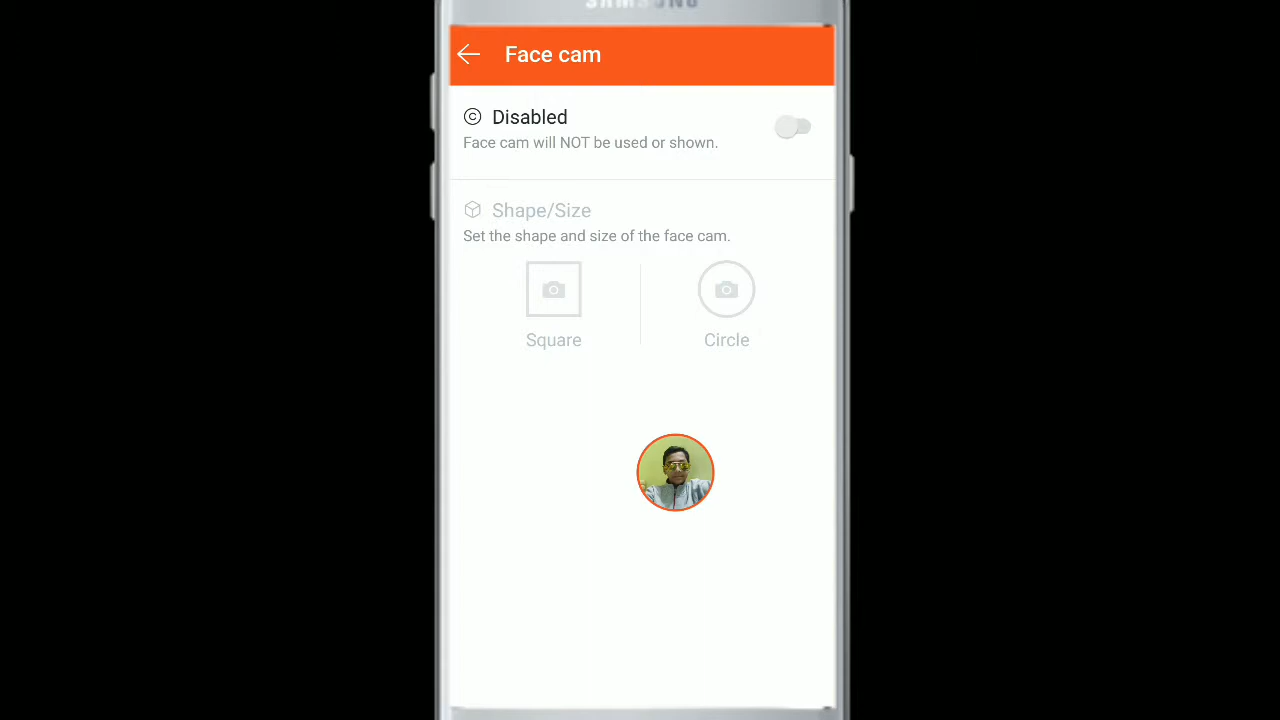 SAMSUNG
Face cam
Disabled
Face cam will NOT be used or shown.
Shape/Size
Set the shape and size of the face cam.
Square
Circle